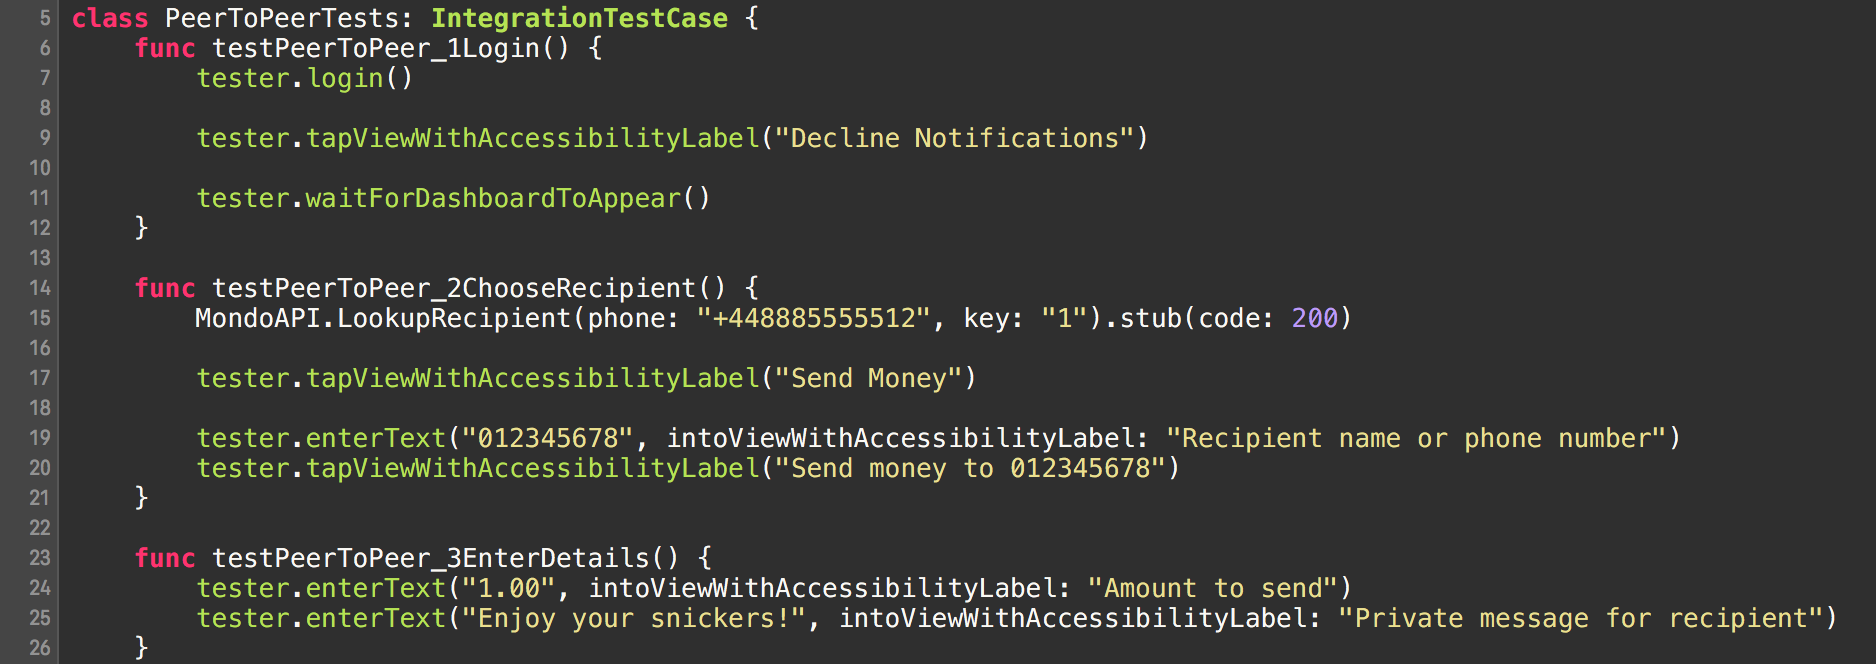 5 class PeerToPeerTests: IntegrationTestCase {
6 func testPeerToPeer_1Login() {
7 tester.login()
8
9 tester.tapViewWithAccessibilityLabel("Decline Notifications")
10
11 tester.waitForDashboardToAppear()
12 }
13
14 func testPeerToPeer_2ChooseRecipient() {
15 MondoAPI.LookupRecipient(phone: "+448885555512", key: "1").stub(code: 200)
16
17 tester.tapViewWithAccessibilityLabel("Send Money")
18
19 tester.enterText("012345678", intoViewWithAccessibilityLabel: "Recipient name or phone number")
20 tester.tapViewWithAccessibilityLabel("Send money to 012345678")
21 }
22
23 func testPeerToPeer_3EnterDetails() {
24 tester.enterText("1.00", intoViewWithAccessibilityLabel: "Amount to send")
25 tester.enterText("Enjoy your snickers!", intoViewWithAccessibilityLabel: "Private message for recipient")
26 }